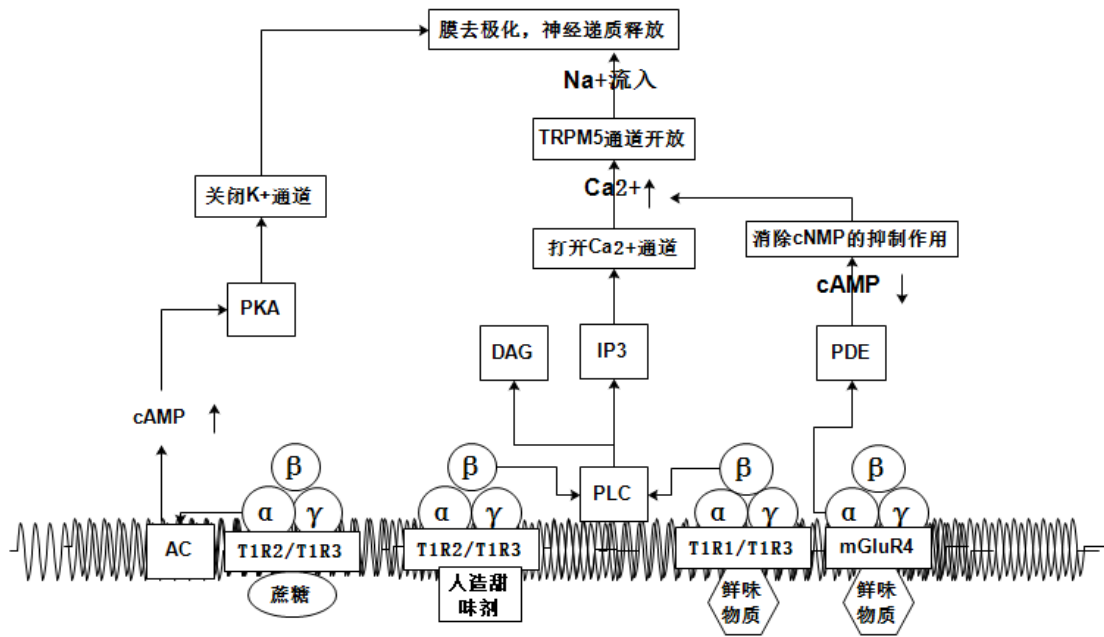 膜去极化，神经递质释放
Na+流入
TRPM5通道开放
Ca2+
关闭K+通道
打开Ca2+通道
消除cNMP的抑制作用
cAMP
PKA
DAG
IP3
PDE
cAMP
β
β
β
β
α
γ
α
γ
PLC
α
γ
α
γ
AC
T1R2/T1R3
T1R2/T1R3
T1R1/T1R3
mGluR4
蔗糖
人造甜
味剂
鲜味
物质
鲜味
物质